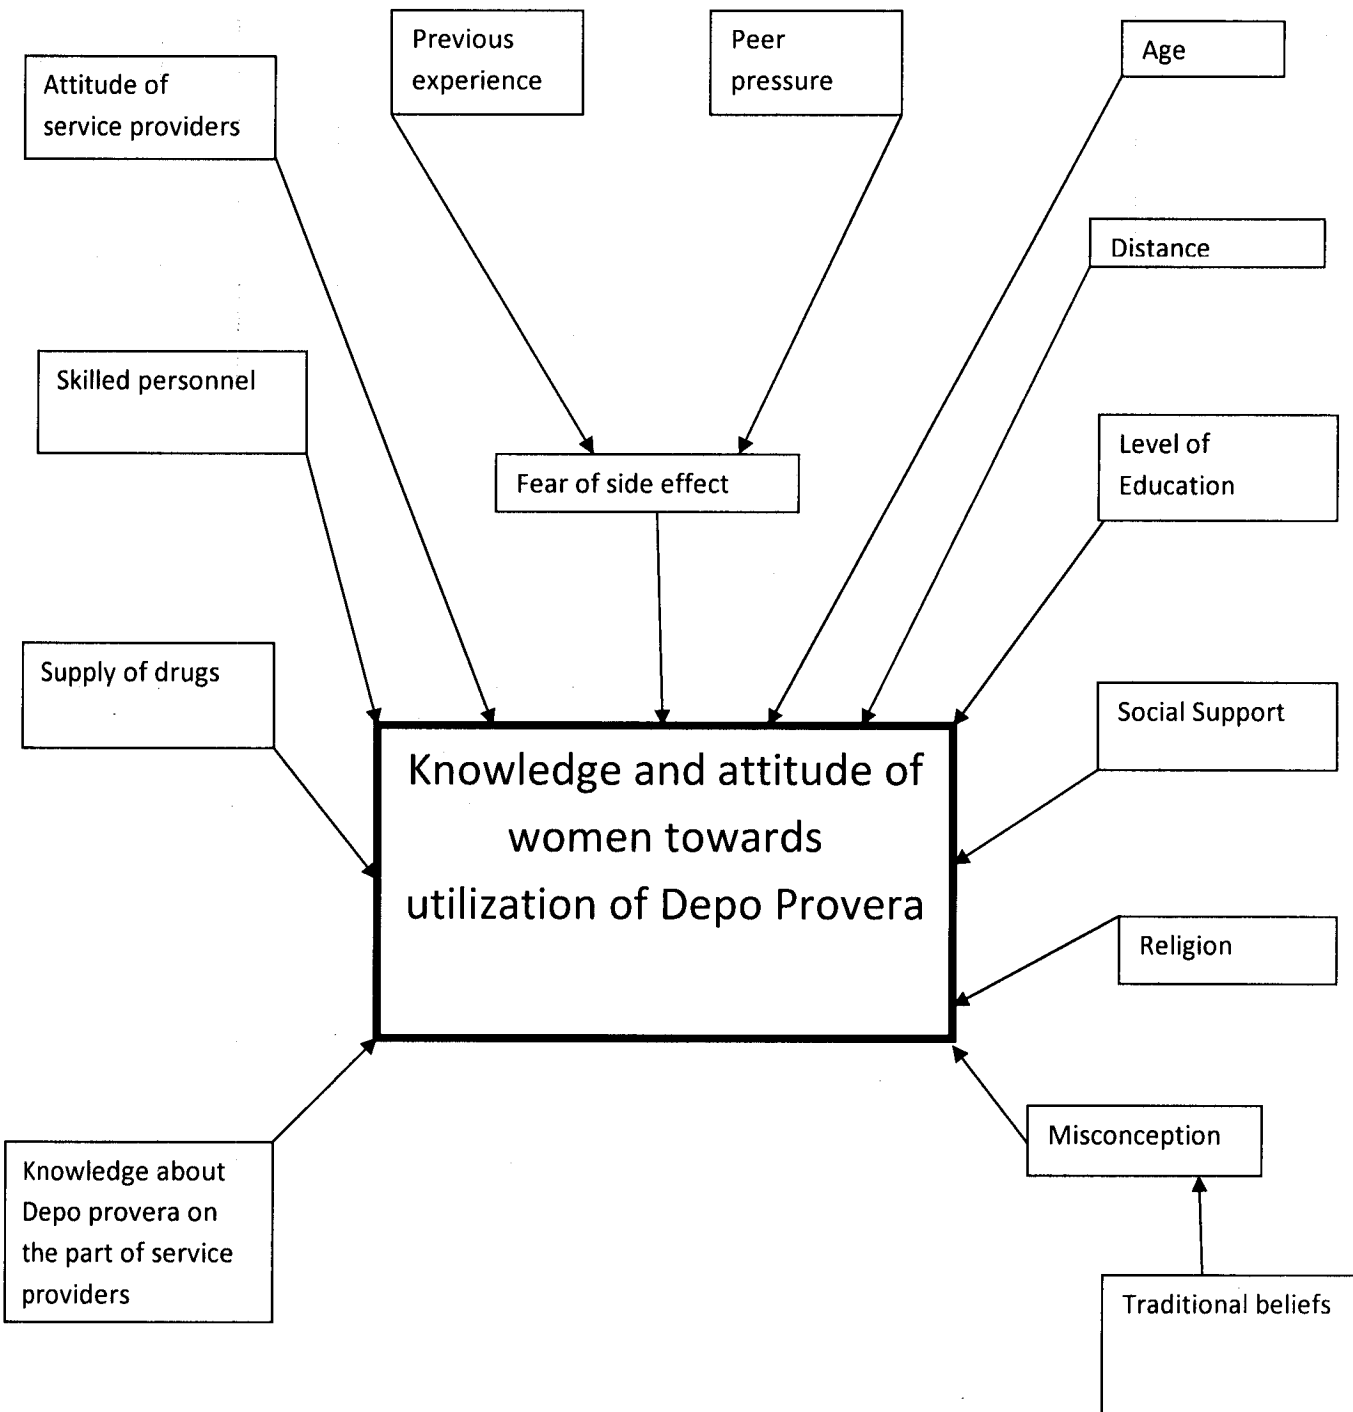 Previous
experience
Peer
pressure
Age
Attitude of
service providers
Distance
Skilled personnel
Level of
Education
Fear of side effect
Supply of drugs
Social Support
Knowledge and attitude of
women towards
utilization of Depo Provera
Religion
Misconception
Knowledge about
Depo provera on
the part of service
providers
Traditional beliefs